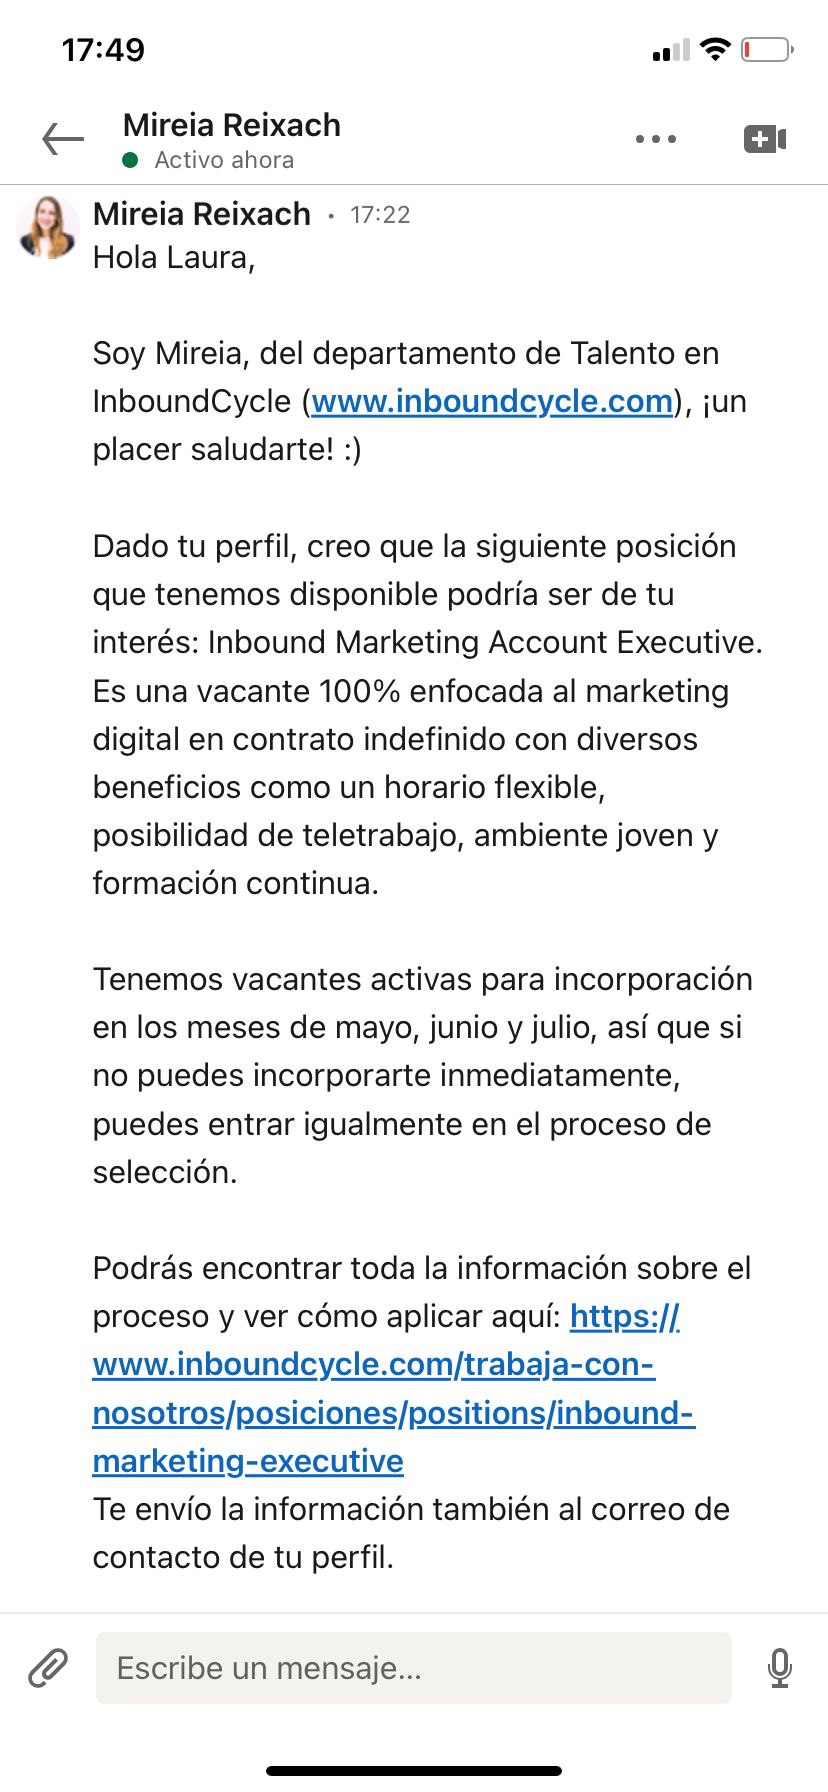 17:49
Mireia Reixach
Activo ahora
Mireia Reixach · 17:22
Hola Laura,
Soy Mireia, del departamento de Talento en
InboundCycle (www.inboundcycle.com), ¡un
placer saludarte! :)
Dado tu perfil, creo que la siguiente posición
que tenemos disponible podría ser de tu
interés: Inbound Marketing Account Executive.
Es una vacante 100% enfocada al marketing
digital en contrato indefinido con diversos
beneficios como un horario flexible,
posibilidad de teletrabajo, ambiente joven y
formación continua.
Tenemos vacantes activas para incorporación
en los meses de mayo, junio y julio, así que si
no puedes incorporarte inmediatamente,
puedes entrar igualmente en el proceso de
selección.
Podrás encontrar toda la información sobre el
proceso y ver cómo aplicar aquí: https://
www.inboundcycle.com/trabaja-con-
nosotros/posiciones/positions/inbound-
marketing-executive
Te envío la información también al correo de
contacto de tu perfil.
Escribe un mensaje...